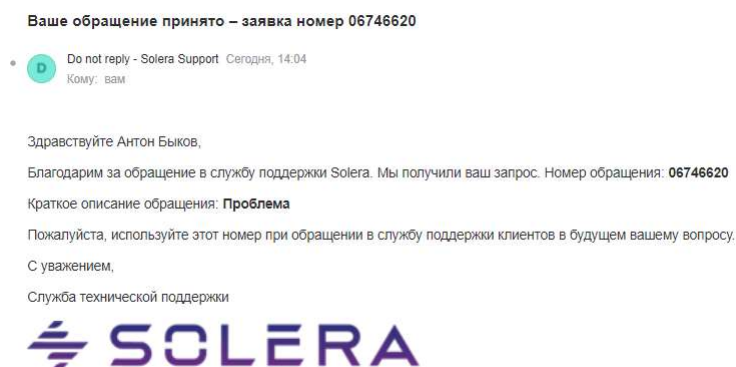 Ваше обращение принято – заявка номер 06746620
D
Do not reply - Solera Support Сегодня, 14:04
Кому: вам
Здравствуйте Антон Быков,
Благодарим за обращение в службу поддержки Solera. Мы получили ваш запрос. Номер обращения: 06746620
Краткое описание обращения: Проблема
Пожалуйста, используйте этот номер при обращении в службу поддержки клиентов в будущем вашему вопросу.
С уважением,
Служба технической поддержки
SOLERA